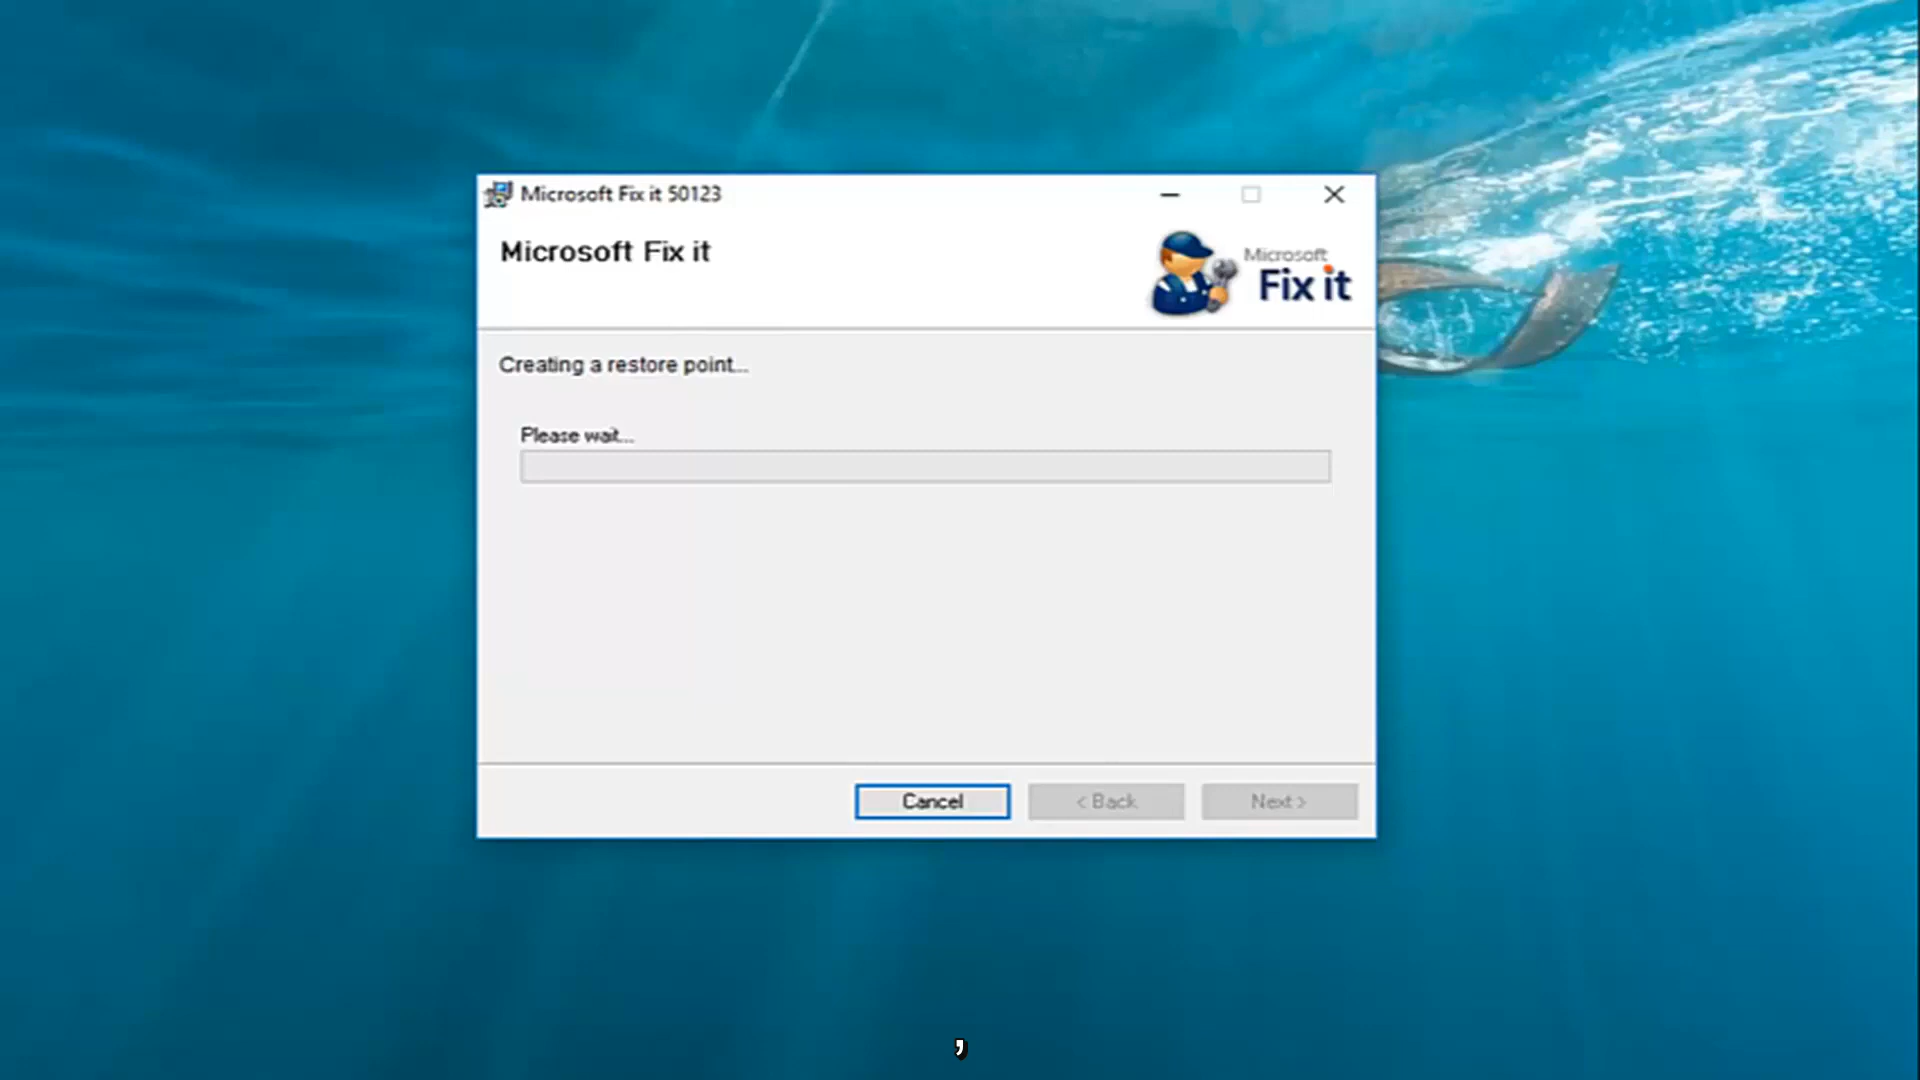 Microsoft Fix it 50123
Microsoft Fix it
Microsoft
Fix it
Creating a restore point...
Please wait...
Cancel
< Back
Next >
,